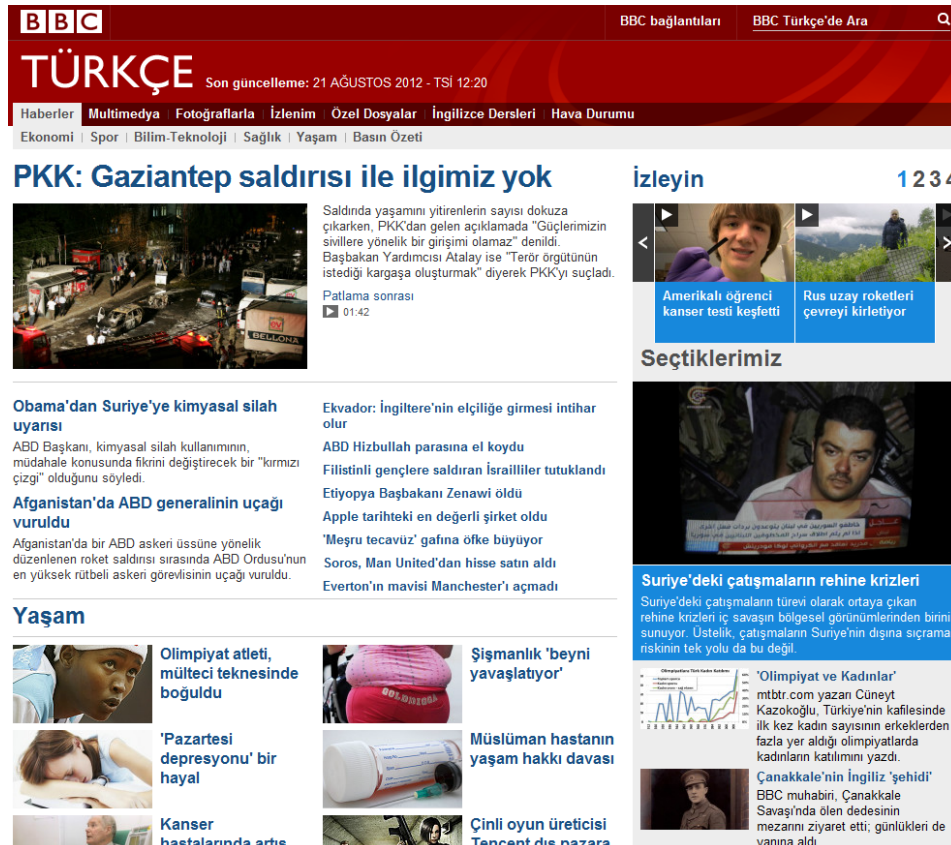 BBC
BBC bağlantıları
BBC Türkçe'de Ara
TÜRKÇE Son güncelleme: 21 AĞUSTOS 2012 - TSİ 12:20
Haberler Multimedya Fotoğraflarla İzlenim Özel Dosyalar İngilizce Dersleri Hava Durumu
Ekonomi Spor Bilim-Teknoloji Sağlık Yaşam Basın Özeti
PKK: Gaziantep saldırısı ile ilgimiz yok
BELLONA
Saldırıda yaşamını yitirenlerin sayısı dokuza
çıkarken, PKK'dan gelen açıklamada "Güçlerimizin
sivillere yönelik bir girişimi olamaz" denildi.
Başbakan Yardımcısı Atalay ise "Terör örgütünün
istediği kargaşa oluşturmak" diyerek PKK'yı suçladı.
Patlama sonrası
01:42
Obama'dan Suriye'ye kimyasal silah
uyarısı
ABD Başkanı, kimyasal silah kullanımının,
müdahale konusunda fikrini değiştirecek bir "kırmızı
çizgi" olduğunu söyledi.
Afganistan'da ABD generalinin uçağı
vuruldu
Afganistan'da bir ABD askeri üssüne yönelik
düzenlenen roket saldırısı sırasında ABD Ordusu'nun
en yüksek rütbeli askeri görevlisinin uçağı vuruldu.
Ekvador: İngiltere'nin elçiliğe girmesi intihar
olur
ABD Hizbullah parasına el koydu
Filistinli gençlere saldıran İsrailliler tutuklandı
Etiyopya Başbakanı Zenawi öldü
Apple tarihteki en değerli şirket oldu
'Meşru tecavüz' gafına öfke büyüyor
Soros, Man United'dan hisse satın aldı
Everton'ın mavisi Manchester'ı açmadı
Yaşam
Olimpiyat atleti,
mülteci teknesinde
boğuldu
Şişmanlık 'beyni
yavaşlatıyor'
'Pazartesi
depresyonu' bir
hayal
Müslüman hastanın
yaşam hakkı davası
Kanser
hastalarında artış
Çinli oyun üreticisi
Tencent dış pazara
İzleyin
1 2 3 4
Amerikalı öğrenci
kanser testi keşfetti
Rus uzay roketleri
çevreyi kirletiyor
Seçtiklerimiz
Suriye'deki çatışmaların rehine krizleri
Suriye'deki çatışmaların türevi olarak ortaya çıkan
rehine krizleri iç savaşın bölgesel görünümlerinden birini
sunuyor. Üstelik, çatışmaların Suriye'nin dışına sıçrama
riskinin tek yolu da bu değil.
'Olimpiyat ve Kadınlar'
mtbtr.com yazarı Cüneyt
Kazokoğlu, Türkiye'nin kafilesinde
ilk kez kadın sayısının erkeklerden
fazla yer aldığı olimpiyatlarda
kadınların katılımını yazdı.
Çanakkale'nin İngiliz 'şehidi'
BBC muhabiri, Çanakkale
Savaşı'nda ölen dedesinin
mezarını ziyaret etti; günlükleri de
yanına aldı